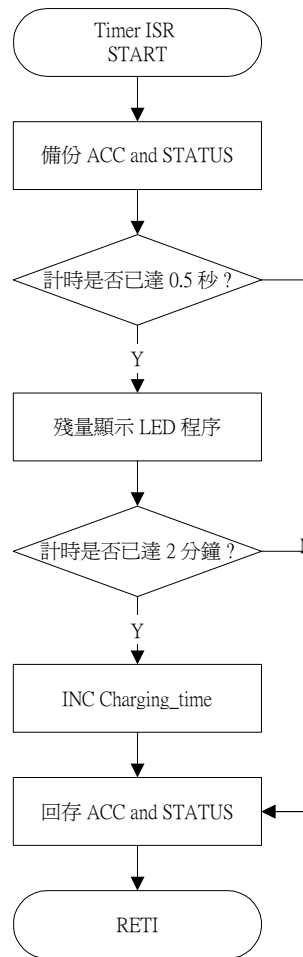 Timer ISR
START
備份 ACC and STATUS
計時是否已達 0.5 秒 ?
Y
殘量顯示 LED 程序
計時是否已達 2 分鐘 ?
Y
INC Charging_time
回存 ACC and STATUS
RETI